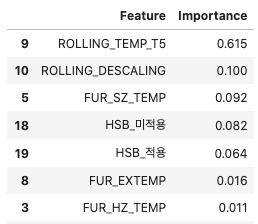 Feature Importance
9 ROLLING_TEMP_T5 0.615
10 ROLLING_DESCALING 0.100
5 FUR_SZ_TEMP 0.092
18 HSB_미적용 0.082
19 HSB_적용 0.064
8 FUR_EXTEMP 0.016
3 FUR_HZ_TEMP 0.011